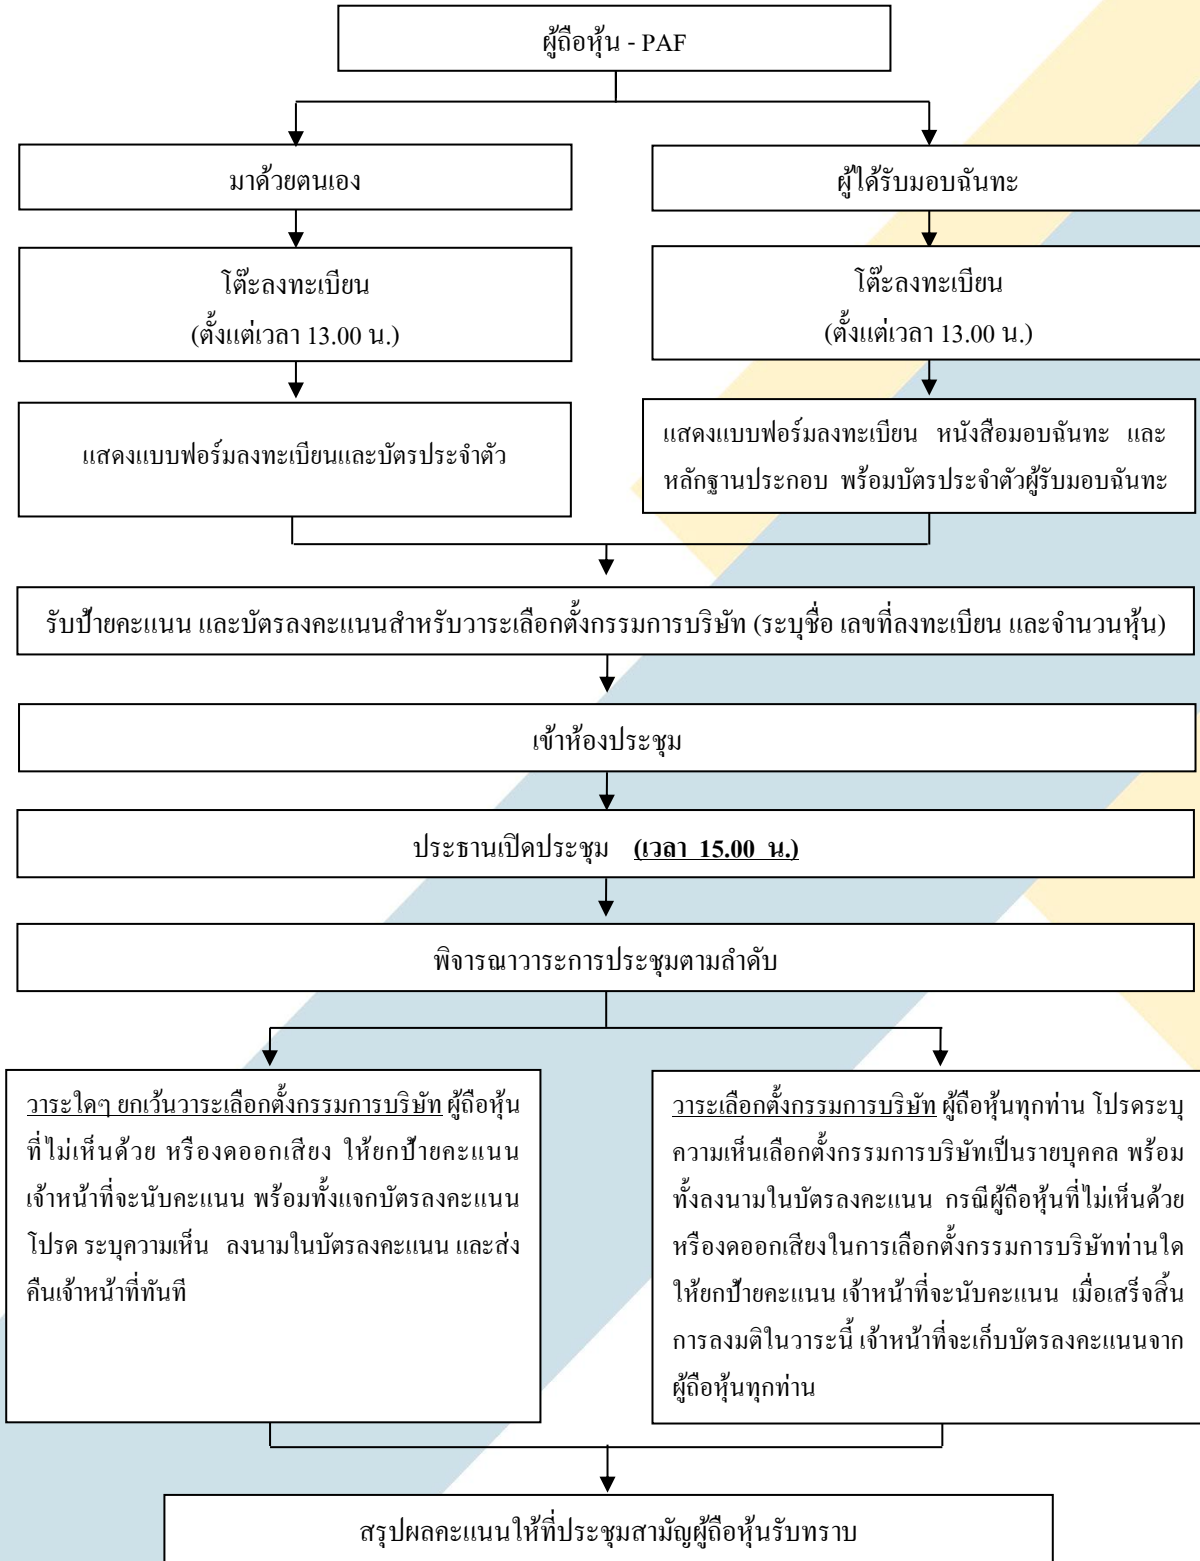 ผู้ถือหุ้น - PAF
มาด้วยตนเอง
ผู้ได้รับมอบฉันทะ
โต๊ะลงทะเบียน
(ตั้งแต่เวลา 13.00 น.)
โต๊ะลงทะเบียน
(ตั้งแต่เวลา 13.00 น.)
แสดงแบบฟอร์มลงทะเบียนและบัตรประจำตัว
แสดงแบบฟอร์มลงทะเบียน หนังสือมอบฉันทะ และ
หลักฐานประกอบ พร้อมบัตรประจำตัวผู้รับมอบฉันทะ
รับป้ายคะแนน และบัตรลงคะแนนสำหรับวาระเลือกตั้งกรรมการบริษัท (ระบุชื่อ เลขที่ลงทะเบียน และจำนวนหุ้น)
เข้าห้องประชุม
ประธานเปิดประชุม (เวลา 15.00 น.)
พิจารณาวาระการประชุมตามลำดับ
วาระใดๆ ยกเว้นวาระเลือกตั้งกรรมการบริษัท ผู้ถือหุ้น
ที่ไม่เห็นด้วย หรืองดออกเสียง ให้ยกป้ายคะแนน
เจ้าหน้าที่จะนับคะแนน พร้อมทั้งแจกบัตรลงคะแนน
โปรด ระบุความเห็น ลงนามในบัตรลงคะแนน และส่ง
คืนเจ้าหน้าที่ทันที
วาระเลือกตั้งกรรมการบริษัท ผู้ถือหุ้นทุกท่าน โปรดระบุ
ความเห็นเลือกตั้งกรรมการบริษัทเป็นรายบุคคล พร้อม
ทั้งลงนามในบัตรลงคะแนน กรณีผู้ถือหุ้นที่ไม่เห็นด้วย
หรืองดออกเสียงในการเลือกตั้งกรรมการบริษัทท่านใด
ให้ยกป้ายคะแนน เจ้าหน้าที่จะนับคะแนน เมื่อเสร็จสิ้น
การลงมติในวาระนี้ เจ้าหน้าที่จะเก็บบัตรลงคะแนนจาก
ผู้ถือหุ้นทุกท่าน
สรุปผลคะแนนให้ที่ประชุมสามัญผู้ถือหุ้นรับทราบ